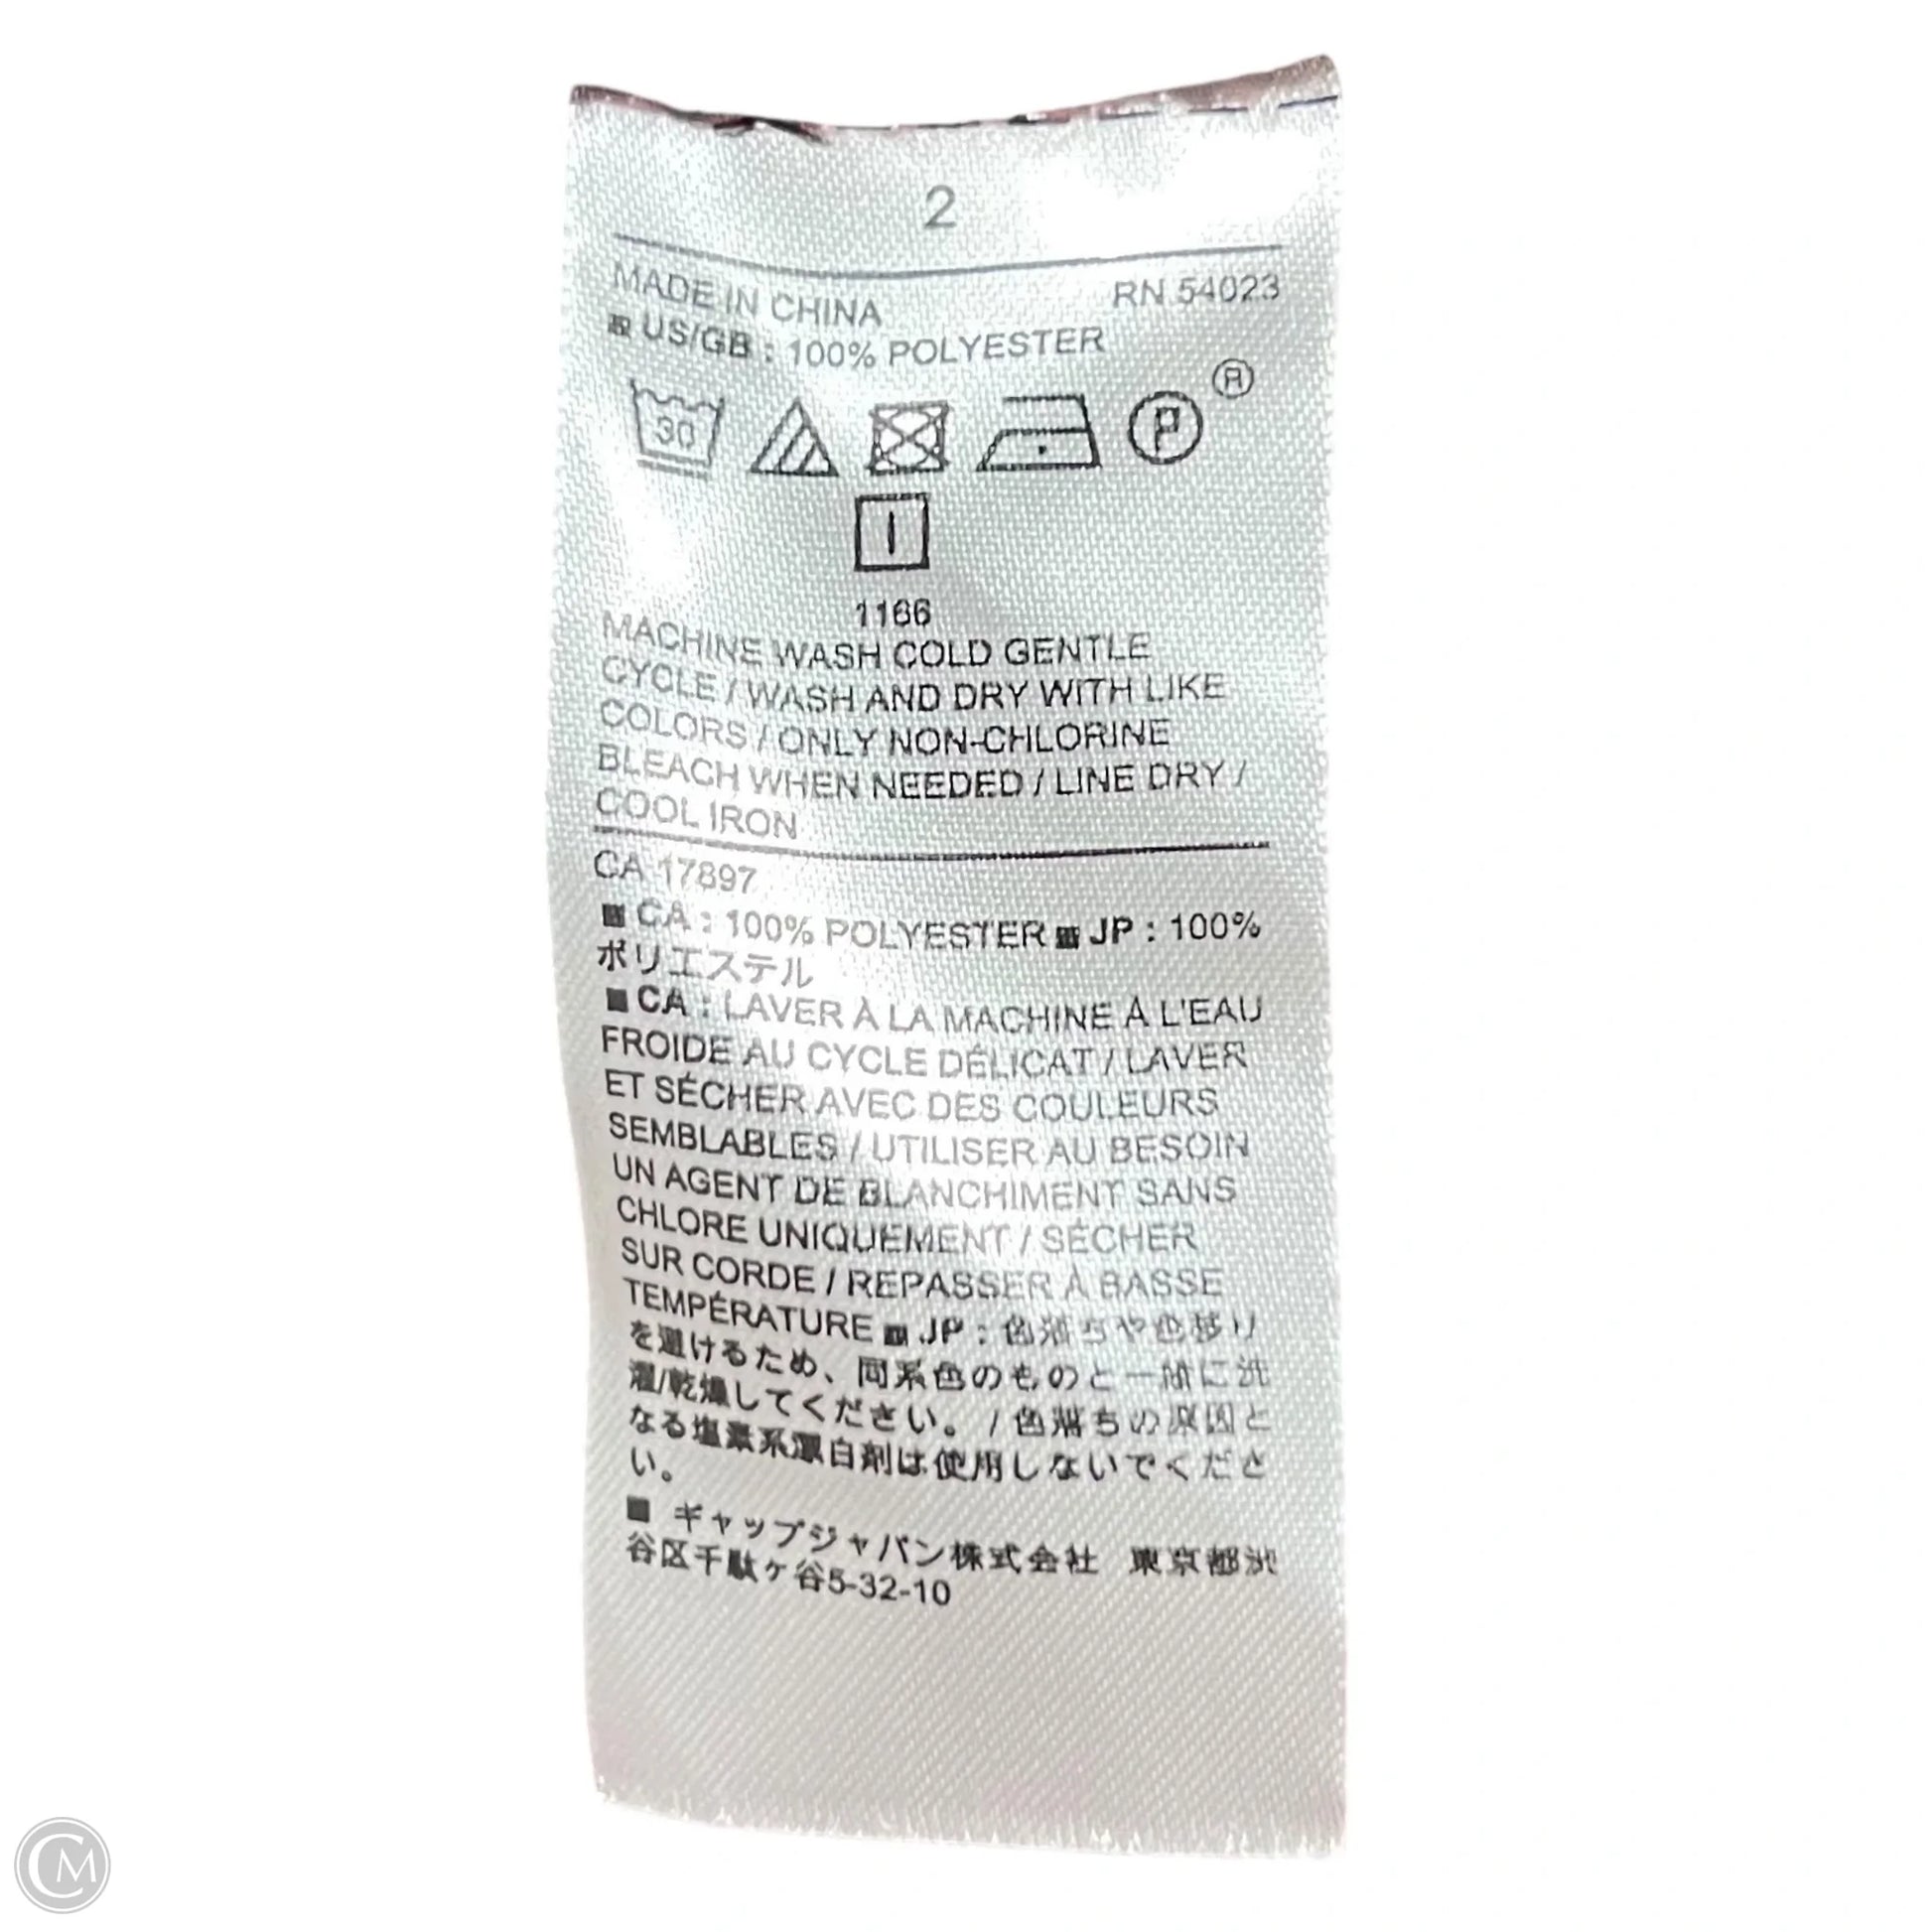 2
MADE IN CHINA RN 54023
US/GB : 100% POLYESTER
30 P ®
1166
MACHINE WASH COLD GENTLE
CYCLE / WASH AND DRY WITH LIKE
COLORS / ONLY NON-CHLORINE
BLEACH WHEN NEEDED / LINE DRY /
COOL IRON
CA 17897
■ CA : 100% POLYESTER ■ JP : 100%
ポリエステル
■ CA : LAVER À LA MACHINE À L'EAU
FROIDE AU CYCLE DÉLICAT / LAVER
ET SÉCHER AVEC DES COULEURS
SEMBLABLES / UTILISER AU BESOIN
UN AGENT DE BLANCHIMENT SANS
CHLORE UNIQUEMENT / SÉCHER
SUR CORDE / REPASSER À BASSE
TEMPÉRATURE ■ JP : 色落ちや色移り
を避けるため、同系色のものと一緒に洗
濯/乾燥してください。 / 色落ちの原因と
なる塩素系漂白剤は使用しないでくださ
い。
■ ギャップジャパン株式会社 東京都渋
谷区千駄ヶ谷5-32-10
CM